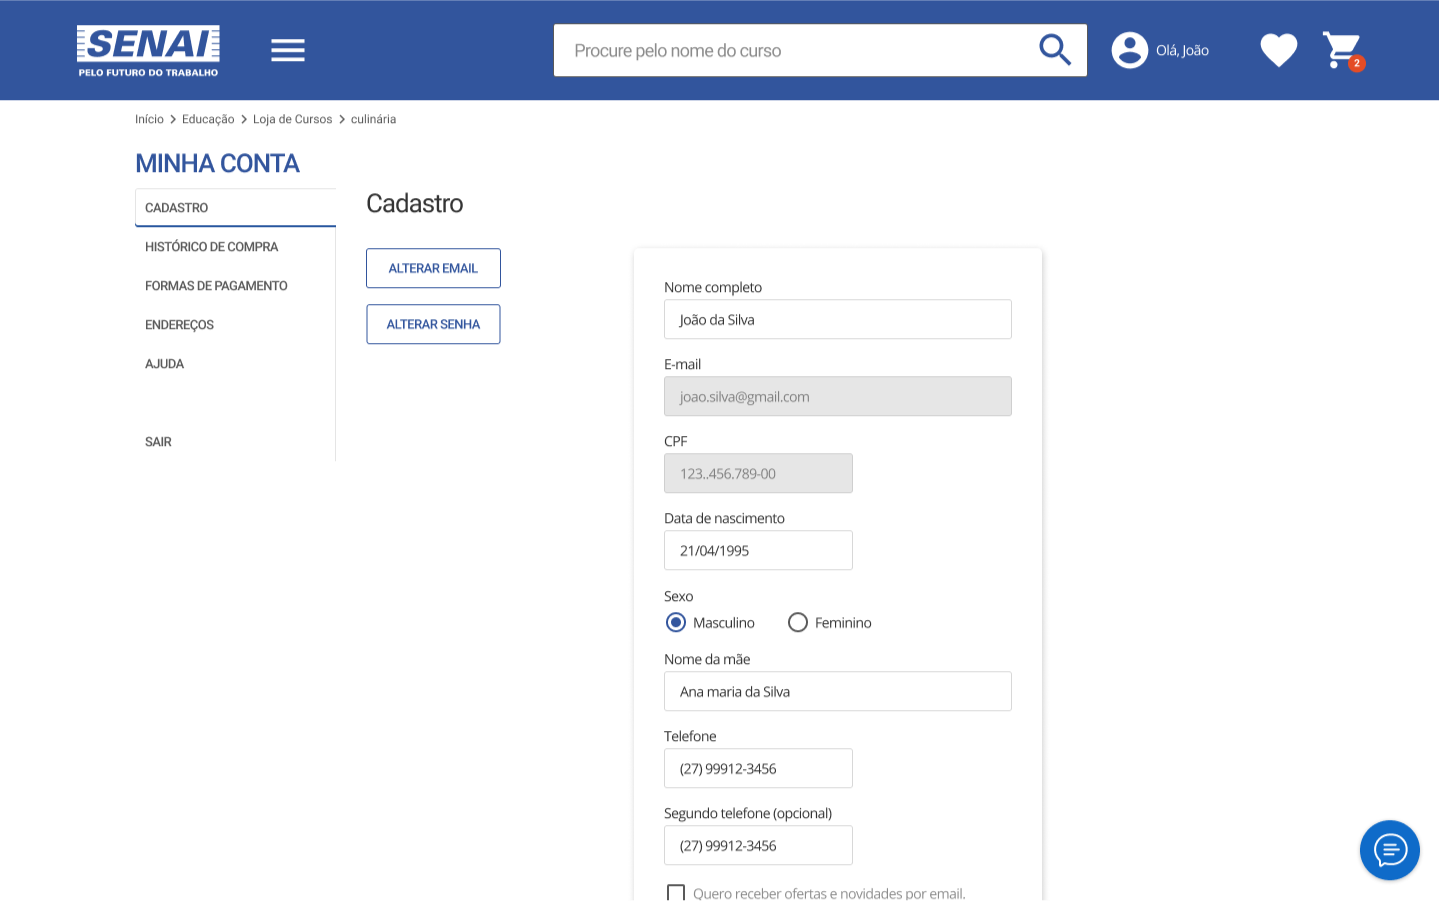 SENAI
PELO FUTURO DO TRABALHO
Procure pelo nome do curso
Olá, João
2
Início > Educação > Loja de Cursos > culinária
MINHA CONTA
CADASTRO
HISTÓRICO DE COMPRA
FORMAS DE PAGAMENTO
ENDEREÇOS
AJUDA
SAIR
Cadastro
ALTERAR EMAIL
ALTERAR SENHA
Nome completo
João da Silva
E-mail
joao.silva@gmail.com
CPF
123..456.789-00
Data de nascimento
21/04/1995
Sexo
Masculino Feminino
Nome da mãe
Ana maria da Silva
Telefone
(27) 99912-3456
Segundo telefone (opcional)
(27) 99912-3456
Quero receber ofertas e novidades por email.